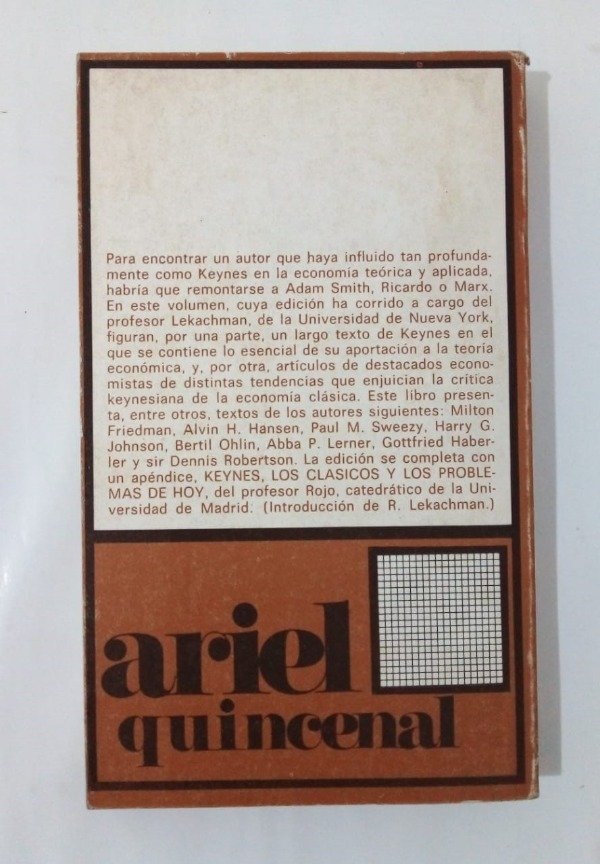 Para encontrar un autor que haya influido tan profunda-
mente como Keynes en la economía teórica y aplicada,
habría que remontarse a Adam Smith, Ricardo o Marx.
En este volumen, cuya edición ha corrido a cargo del
profesor Lekachman, de la Universidad de Nueva York,
figuran, por una parte, un largo texto de Keynes en el
que se contiene lo esencial de su aportación a la teoría
económica, y, por otra, artículos de destacados econo-
mistas de distintas tendencias que enjuician la crítica
keynesiana de la economía clásica. Este libro presen-
ta, entre otros, textos de los autores siguientes: Milton
Friedman, Alvin H. Hansen, Paul M. Sweezy, Harry G.
Johnson, Bertil Ohlin, Abba P. Lerner, Gottfried Haber-
ler y sir Dennis Robertson. La edición se completa con
un apéndice, KEYNES, LOS CLASICOS Y LOS PROBLE-
MAS DE HOY, del profesor Rojo, catedrático de la Uni-
versidad de Madrid. (Introducción de R. Lekachman.)
ariel
quincenal